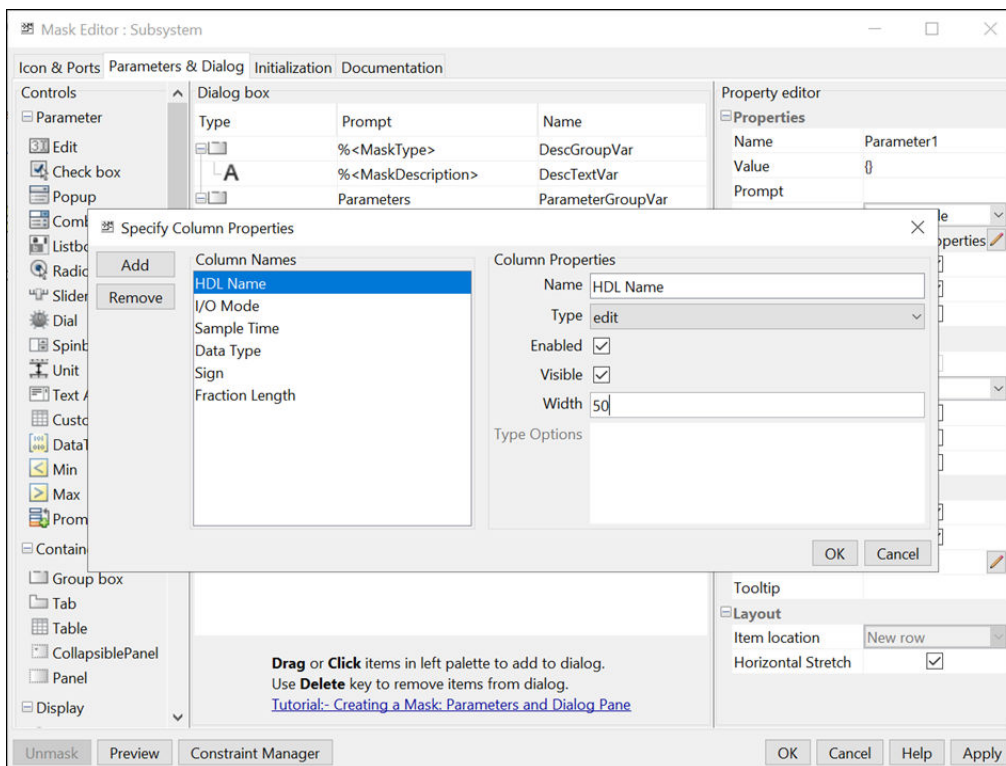 Mask Editor : Subsystem
Icon & Ports Parameters & Dialog Initialization Documentation
Controls
Parameter
Edit
Check box
Popup
Dial
Unit
Min
Max
Group box
Tab
Table
CollapsiblePanel
Panel
Display
Dialog box
Type Prompt Name
%<MaskType> DescGroupVar
A %<MaskDescription> DescTextVar
Parameters ParameterGroupVar
Property editor
Properties
Name Parameter1
Value {}
Prompt
Specify Column Properties
Add
Remove
Column Names
HDL Name
I/O Mode
Sample Time
Data Type
Sign
Fraction Length
Column Properties
Name HDL Name
Type edit
Enabled
Visible
Width 50
Type Options
OK Cancel
Drag or Click items in left palette to add to dialog.
Use Delete key to remove items from dialog.
Tutorial:- Creating a Mask: Parameters and Dialog Pane
Tooltip
Layout
Item location New row
Horizontal Stretch
Unmask Preview Constraint Manager OK Cancel Help Apply